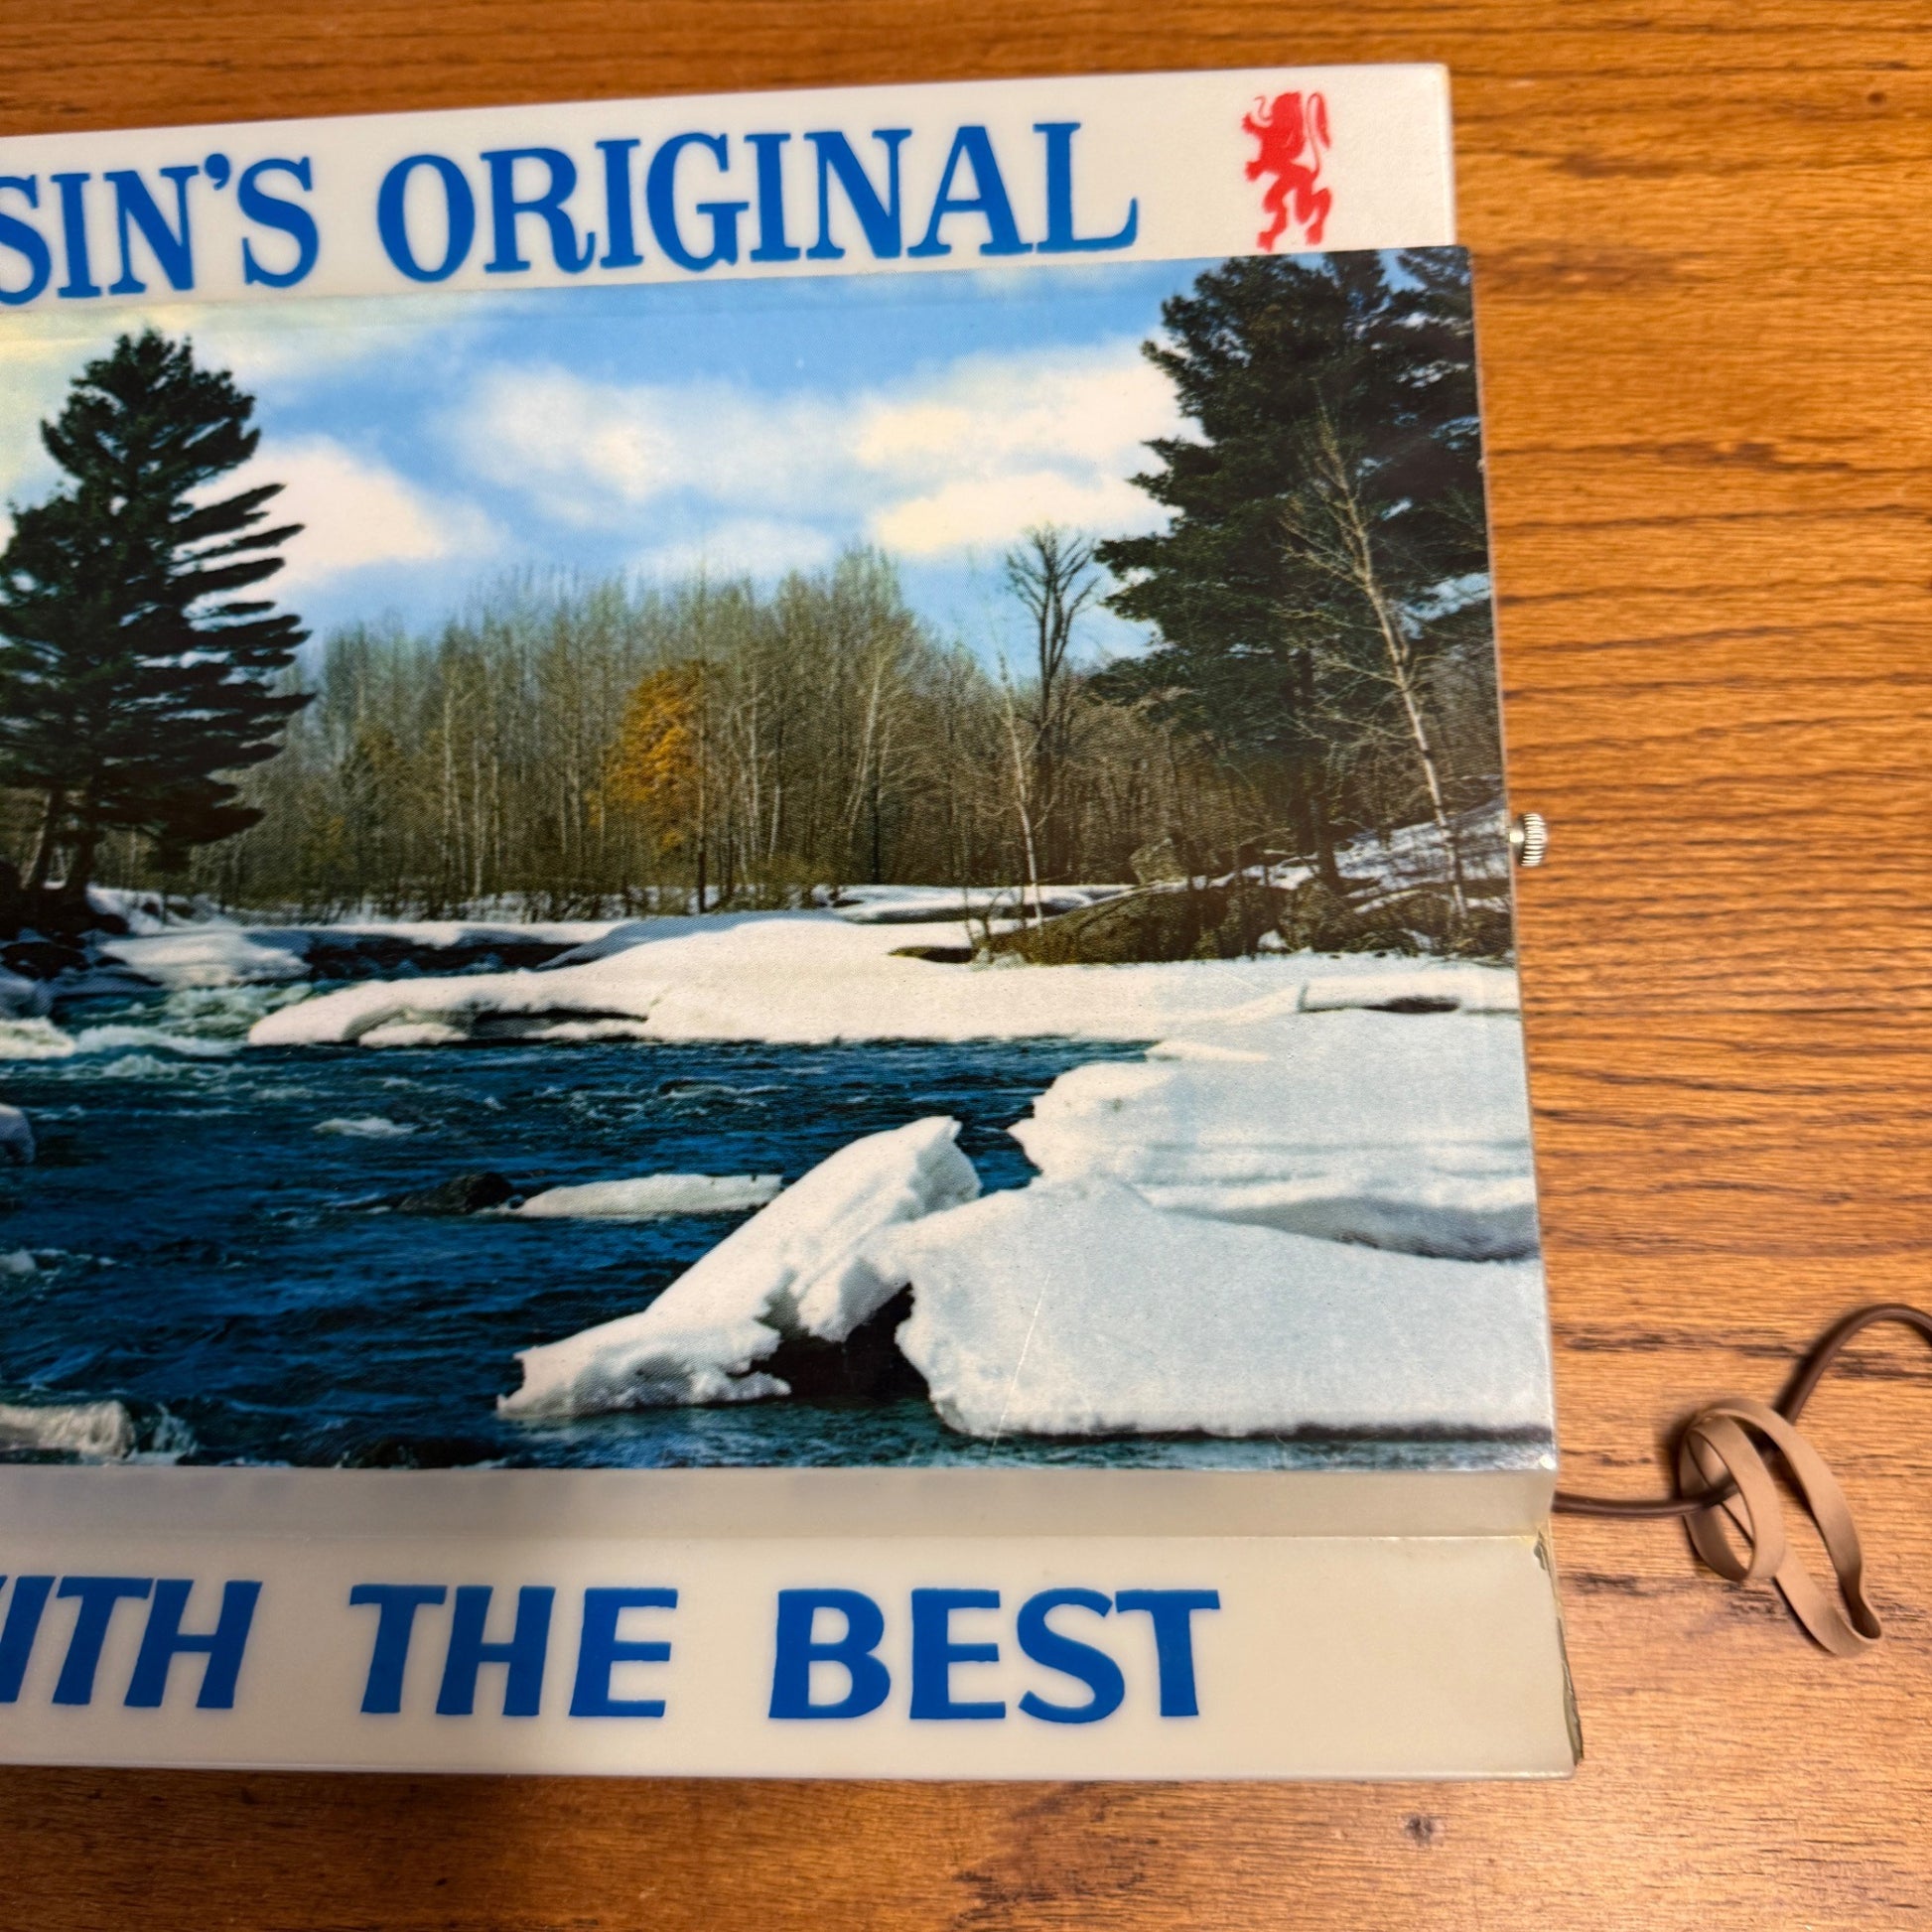 SIN'S ORIGINAL
ITH THE BEST